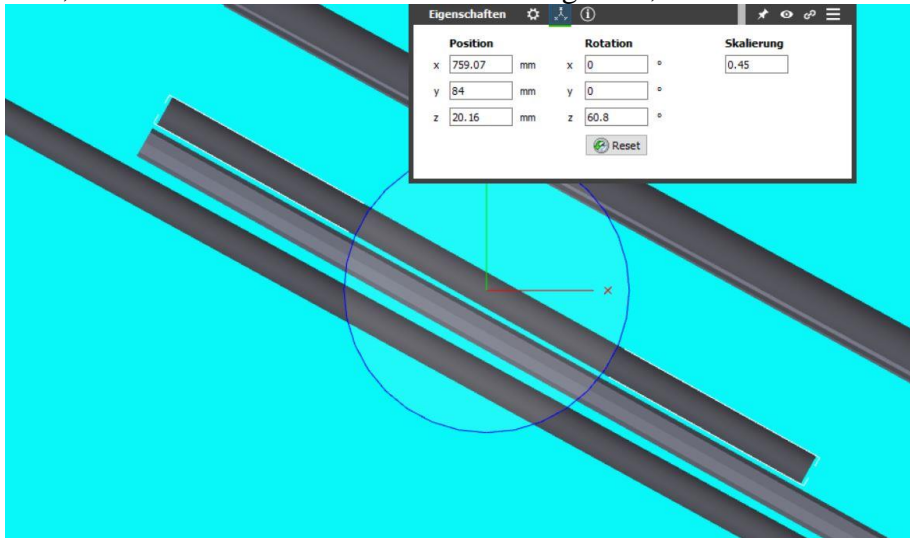 Eigenschaften
Position Rotation Skalierung
x 759.07 mm x 0 ° 0.45
y 84 mm y 0 °
z 20.16 mm z 60.8 °
Reset
x